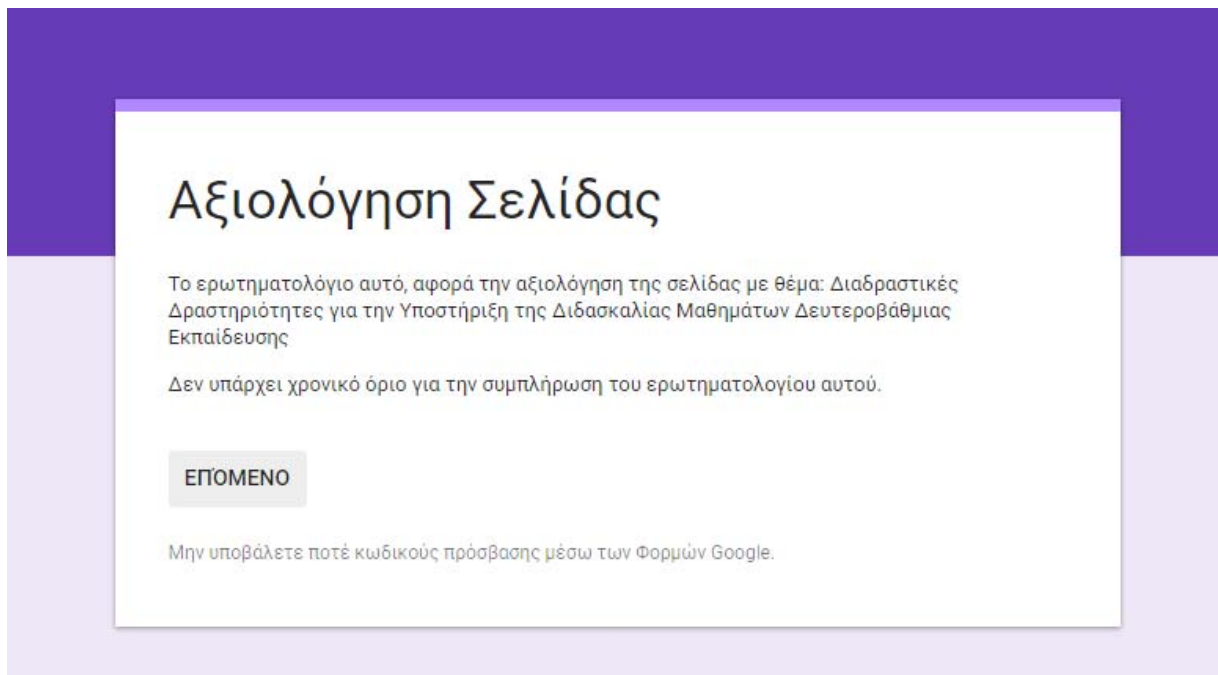 Αξιολόγηση Σελίδας
Το ερωτηματολόγιο αυτό, αφορά την αξιολόγηση της σελίδας με θέμα: Διαδραστικές
Δραστηριότητες για την Υποστήριξη της Διδασκαλίας Μαθημάτων Δευτεροβάθμιας
Εκπαίδευσης
Δεν υπάρχει χρονικό όριο για την συμπλήρωση του ερωτηματολογίου αυτού.
ΕΠΌΜΕΝΟ
Μην υποβάλετε ποτέ κωδικούς πρόσβασης μέσω των Φορμών Google.